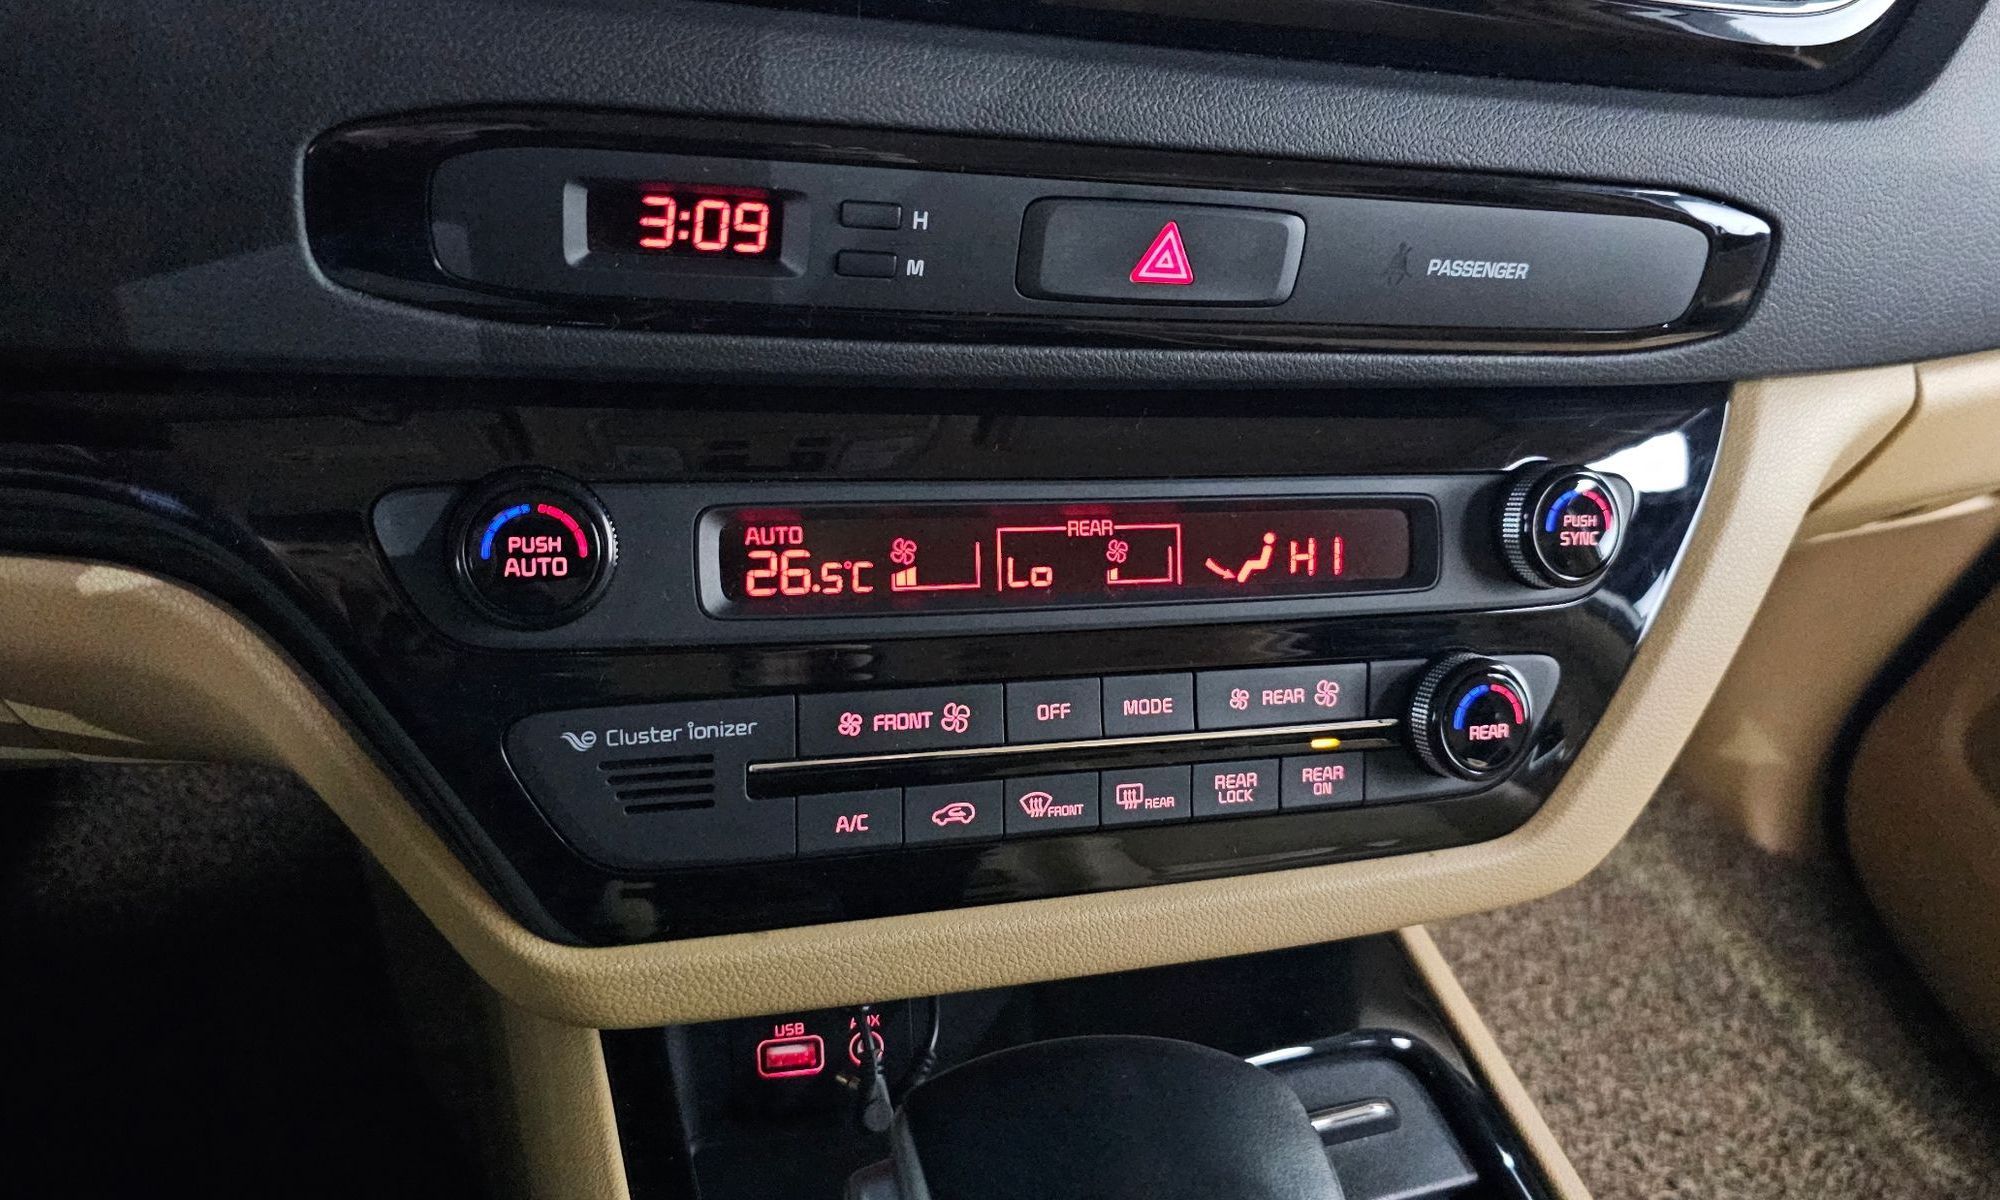 3:09
H
M
PASSENGER
PUSH
AUTO
AUTO
26.5°C
REAR
Lo
HI
PUSH
SYNC
Cluster ionizer
FRONT
OFF
MODE
REAR
REAR
A/C
FRONT
REAR
REAR
LOCK
REAR
ON
USB
AUX